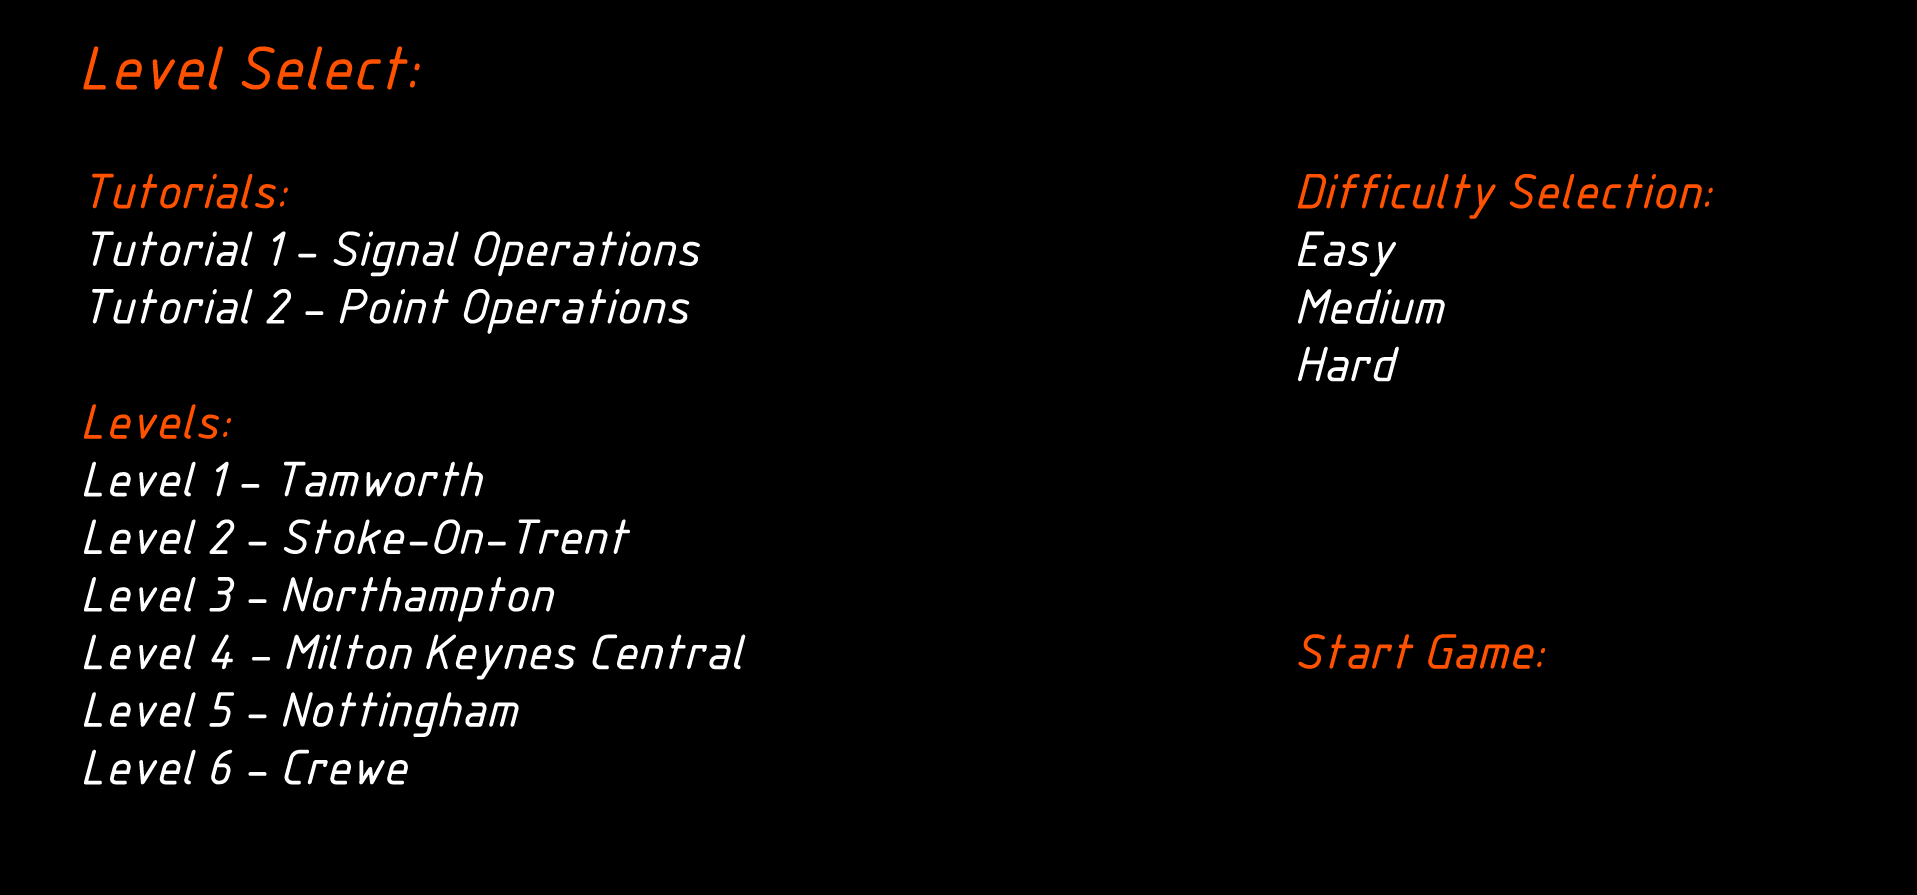 Level Select:
Tutorials:
Tutorial 1 - Signal Operations
Tutorial 2 - Point Operations
Levels:
Level 1 - Tamworth
Level 2 - Stoke-On-Trent
Level 3 - Northampton
Level 4 - Milton Keynes Central
Level 5 - Nottingham
Level 6 - Crewe
Difficulty Selection:
Easy
Medium
Hard
Start Game: